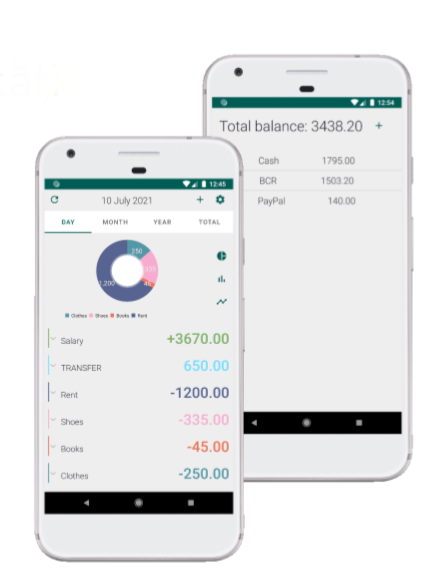 12:54
Total balance: 3438.20 +
Cash 1795.00
BCR 1503.20
PayPal 140.00
12:45
10 July 2021 +
DAY MONTH YEAR TOTAL
250
45
1,200
Clothes Shoes Books Rent
Salary +3670.00
TRANSFER 650.00
Rent -1200.00
Shoes -335.00
Books -45.00
Clothes -250.00